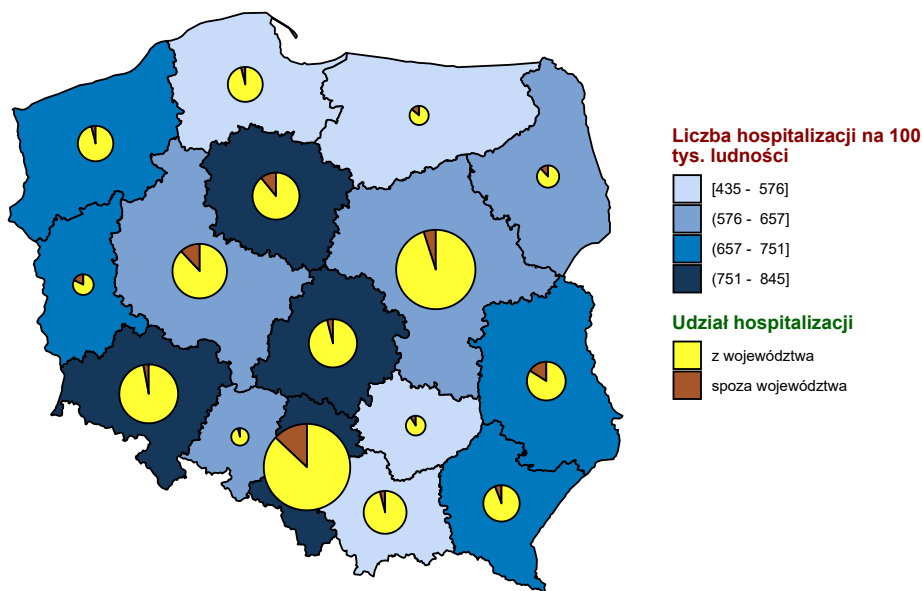 Liczba hospitalizacji na 100
tys. ludności
[435 - 576]
(576 - 657]
(657 - 751]
(751 - 845]
Udział hospitalizacji
z województwa
spoza województwa